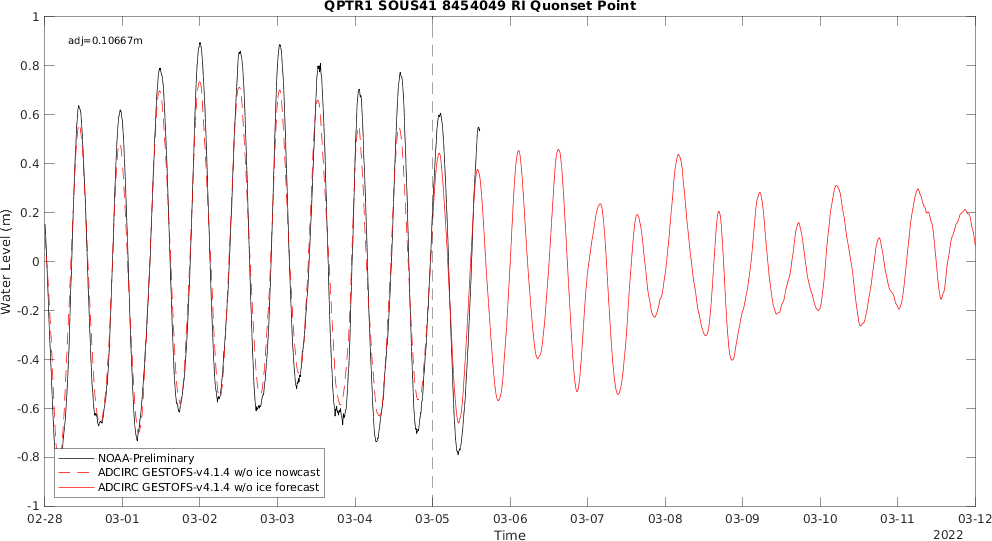 QPTR1 SOUS41 8454049 RI Quonset Point
adj=0.10667m
1
0.8
0.6
0.4
0.2
0
-0.2
-0.4
-0.6
-0.8
-1
Water Level (m)
NOAA-Preliminary
ADCIRC GESTOFS-v4.1.4 w/o ice nowcast
ADCIRC GESTOFS-v4.1.4 w/o ice forecast
02-28 03-01 03-02 03-03 03-04 03-05 03-06 03-07 03-08 03-09 03-10 03-11 03-12
Time
2022